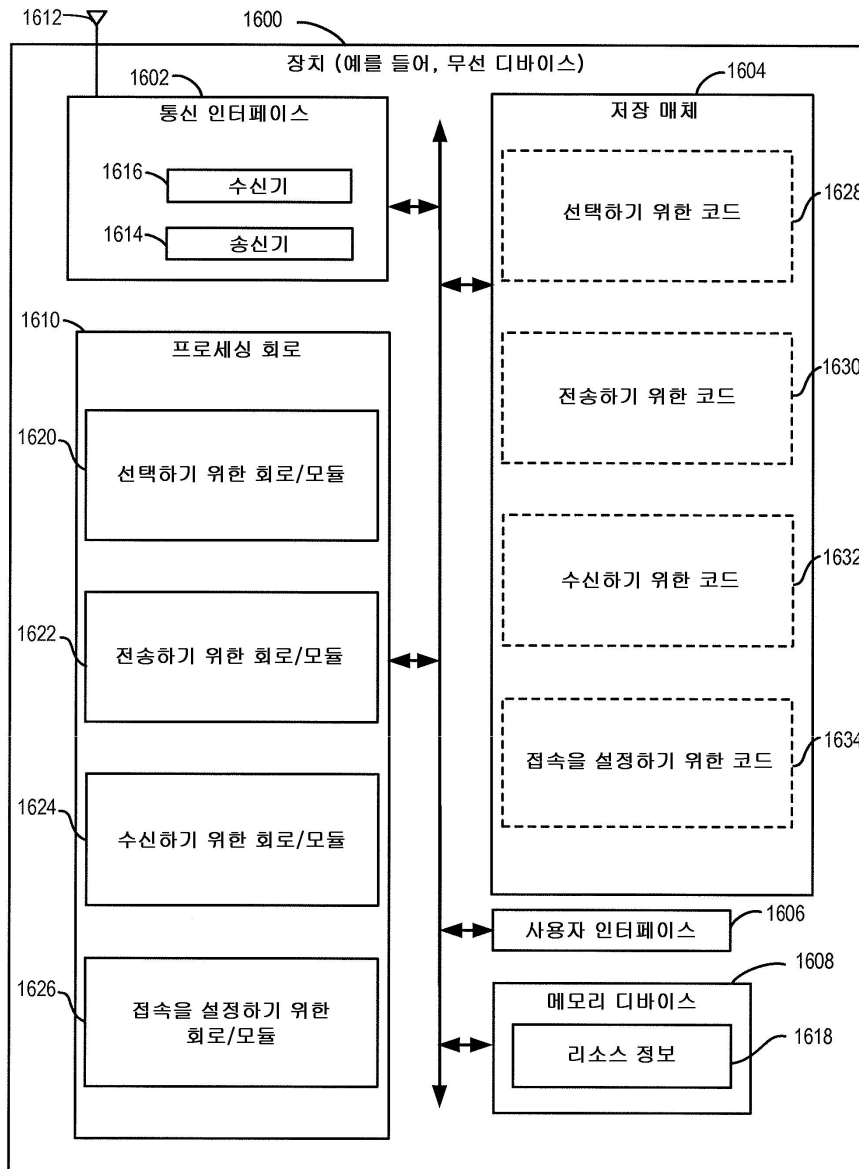 1612
1600
장치 (예를 들어, 무선 디바이스)
1602
통신 인터페이스
1616
수신기
1614
송신기
1604
저장 매체
선택하기 위한 코드
1628
전송하기 위한 코드
1630
수신하기 위한 코드
1632
접속을 설정하기 위한 코드
1634
1610
프로세싱 회로
1620
선택하기 위한 회로/모듈
1622
전송하기 위한 회로/모듈
1624
수신하기 위한 회로/모듈
1626
접속을 설정하기 위한
회로/모듈
1606
사용자 인터페이스
1608
메모리 디바이스
리소스 정보
1618